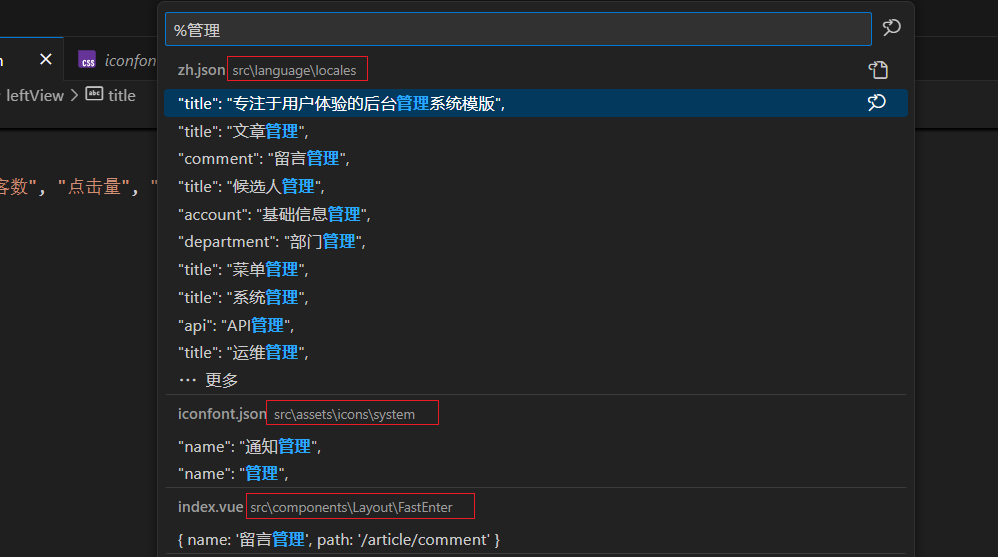 %管理
iconfon
zh.json src\language\locales
leftView > title
"title": "专注于用户体验的后台管理系统模版",
"title": "文章管理",
"comment": "留言管理",
"title": "候选人管理",
客数", "点击量", "
"account": "基础信息管理",
"department": "部门管理",
"title": "菜单管理",
"title": "系统管理",
"api": "API管理",
"title": "运维管理",
··· 更多
iconfont.json src\assets\icons\system
"name": "通知管理",
"name": "管理",
index.vue src\components\Layout\FastEnter
{ name: '留言管理', path: '/article/comment' }